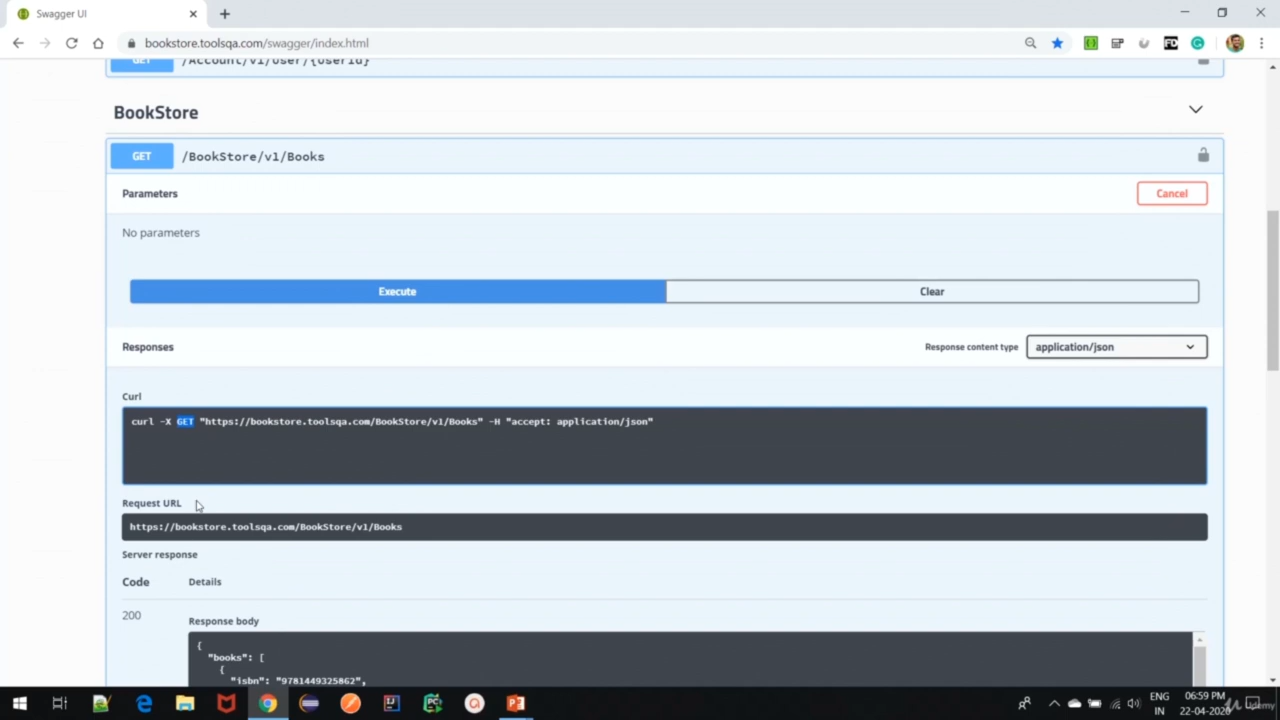 Swagger UI
bookstore.toolsqa.com/swagger/index.html
GET /Account/v1/User/{UserId}
BookStore
GET /BookStore/v1/Books
Parameters
Cancel
No parameters
Execute
Clear
Responses
Response content type
application/json
Curl
curl -X GET "https://bookstore.toolsqa.com/BookStore/v1/Books" -H "accept: application/json"
Request URL
https://bookstore.toolsqa.com/BookStore/v1/Books
Server response
Code Details
200
Response body
{
"books": [
{
"isbn": "9781449325862",
ENG 06:59 PM
IN 22-04-2020
Udemy